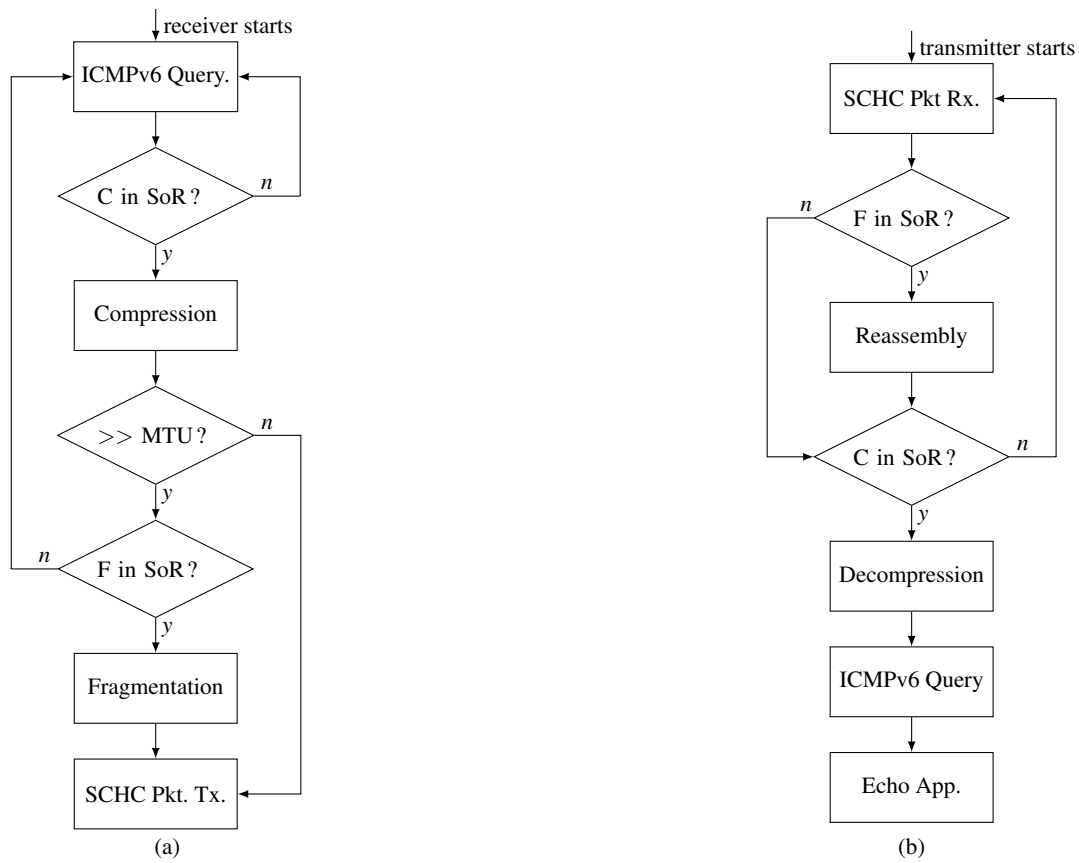 receiver starts
ICMPv6 Query.
C in SoR?
n
y
Compression
>> MTU?
n
y
F in SoR?
n
y
Fragmentation
SCHC Pkt. Tx.
(a)
transmitter starts
SCHC Pkt Rx.
n
F in SoR?
y
Reassembly
C in SoR?
n
y
Decompression
ICMPv6 Query
Echo App.
(b)